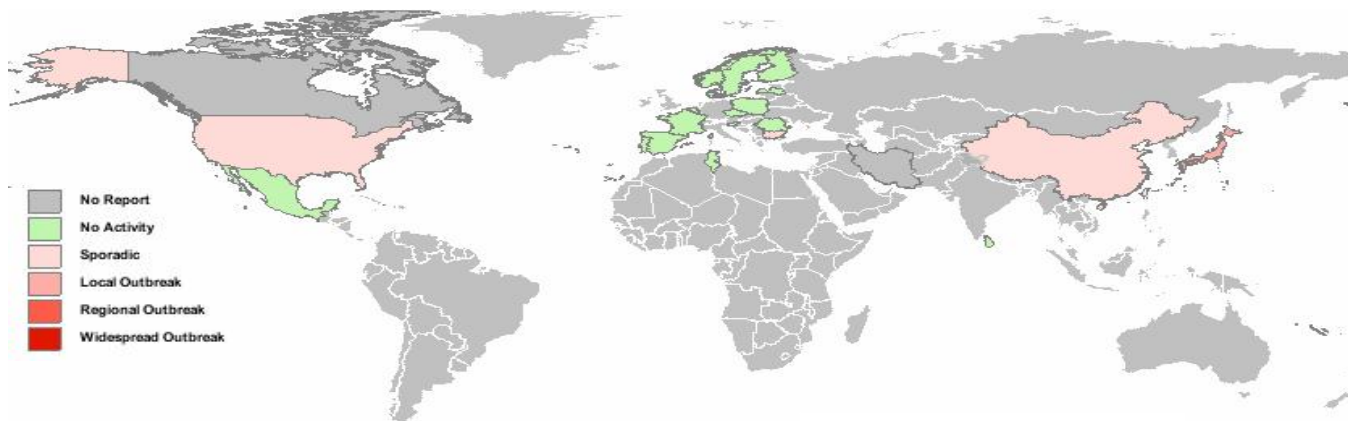 No Report
No Activity
Sporadic
Local Outbreak
Regional Outbreak
Widespread Outbreak